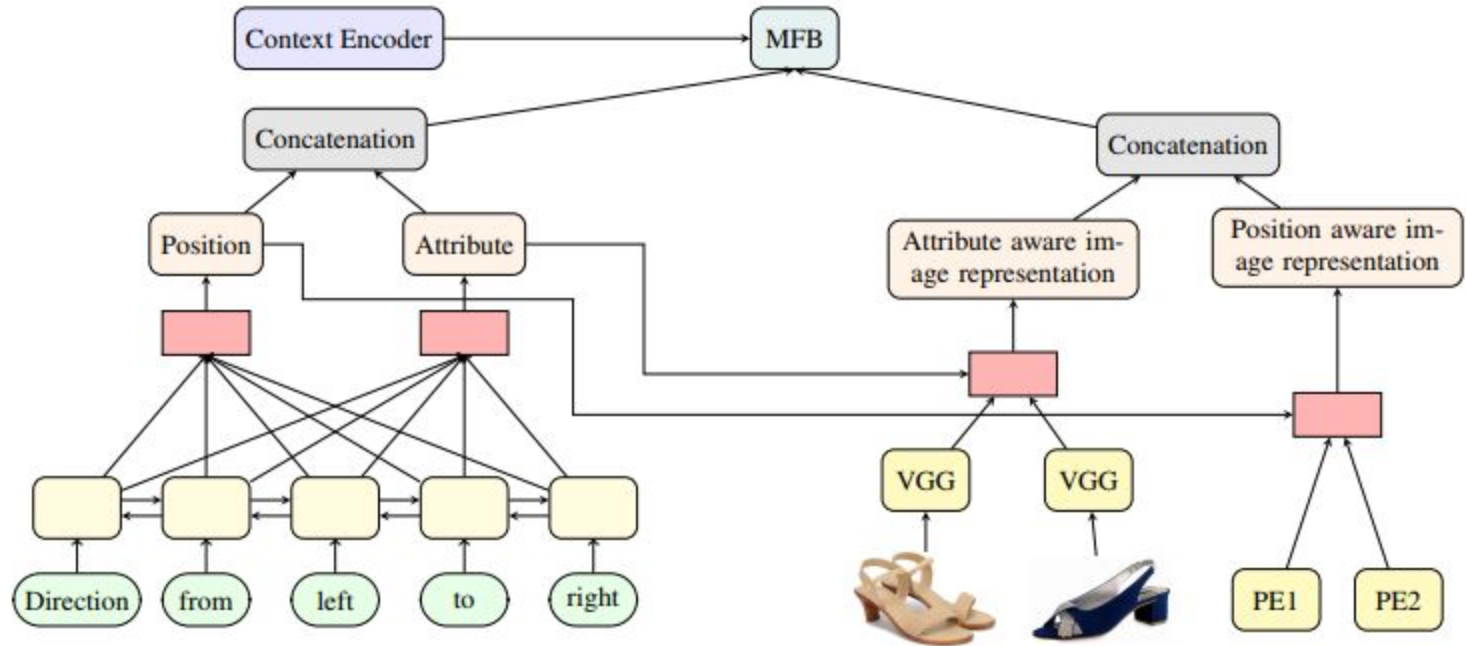 Context Encoder
MFB
Concatenation
Concatenation
Position
Attribute
Attribute aware im-
age representation
Position aware im-
age representation
VGG
VGG
Direction
from
left
to
right
PE1
PE2